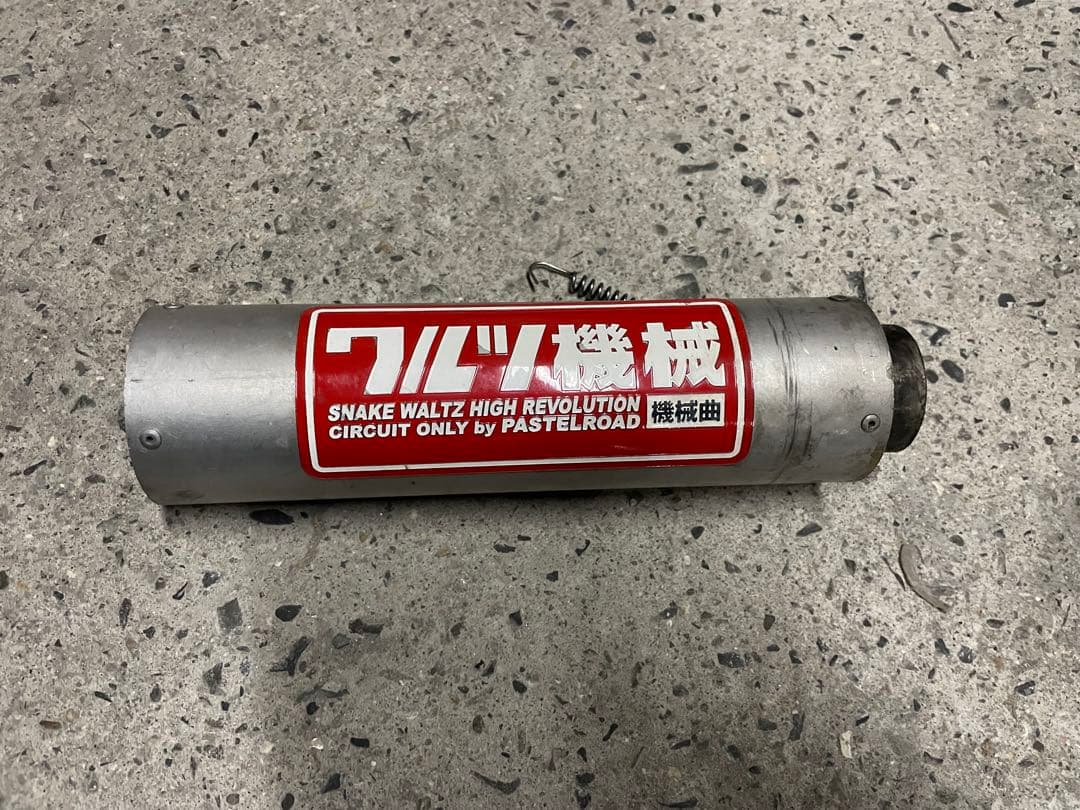 ワルツ機械
SNAKE WALTZ HIGH REVOLUTION
CIRCUIT ONLY by PASTELROAD.
機械曲